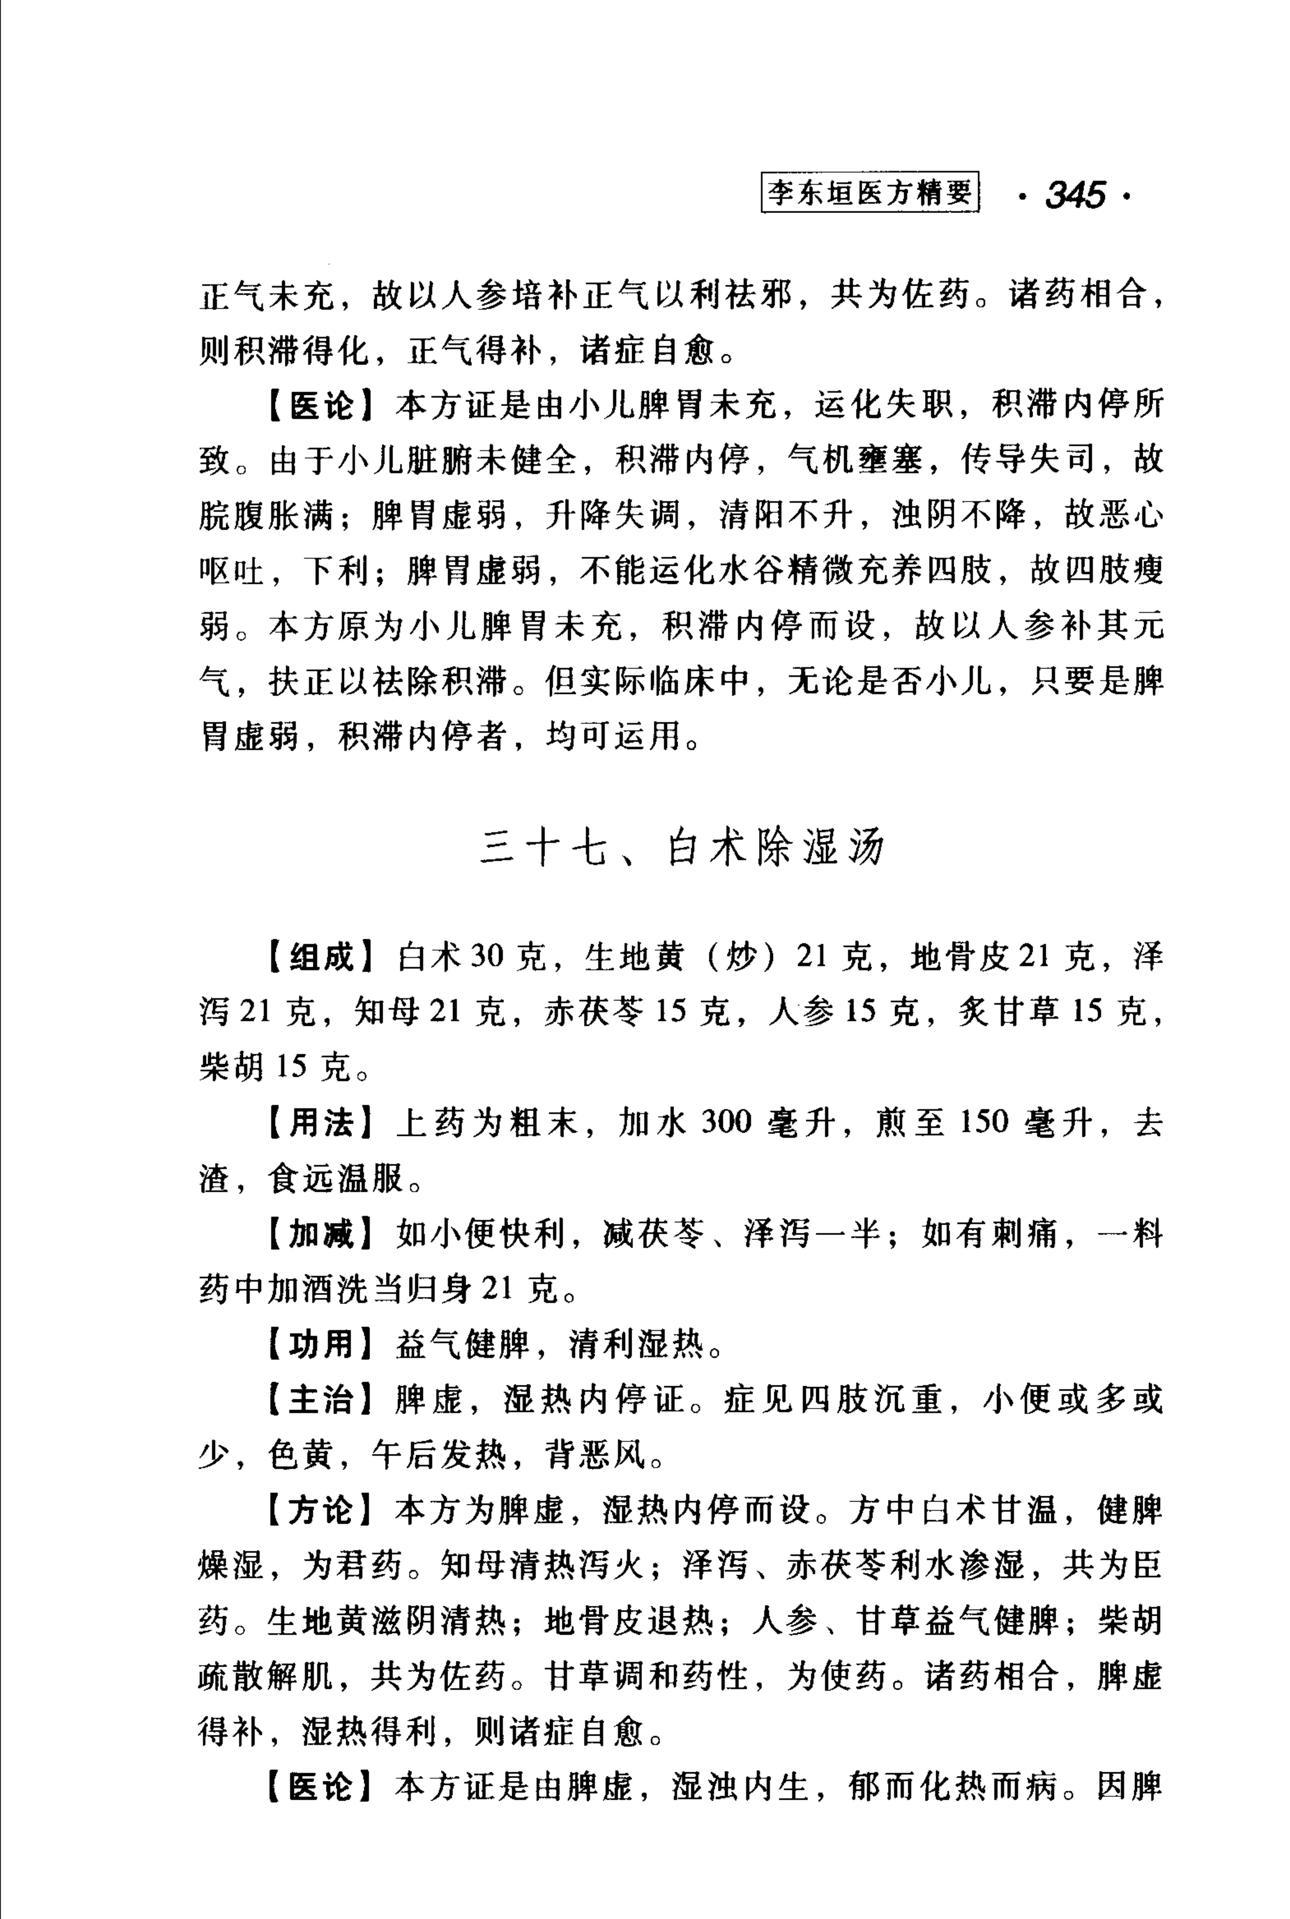 李东垣医方精要 ·345·
正气未充，故以人参培补正气以利祛邪，共为佐药。诸药相合，
则积滞得化，正气得补，诸症自愈。
【医论】本方证是由小儿脾胃未充，运化失职，积滞内停所
致。由于小儿脏腑未健全，积滞内停，气机壅塞，传导失司，故
脘腹胀满；脾胃虚弱，升降失调，清阳不升，浊阴不降，故恶心
呕吐，下利；脾胃虚弱，不能运化水谷精微充养四肢，故四肢瘦
弱。本方原为小儿脾胃未充，积滞内停而设，故以人参补其元
气，扶正以祛除积滞。但实际临床中，无论是否小儿，只要是脾
胃虚弱，积滞内停者，均可运用。
三十七、白术除湿汤
【组成】白术30克，生地黄（炒）21克，地骨皮21克，泽
泻21克，知母21克，赤茯苓15克，人参15克，炙甘草15克，
柴胡15克。
【用法】上药为粗末，加水300毫升，煎至150毫升，去
渣，食远温服。
【加减】如小便快利，减茯苓、泽泻一半；如有刺痛，一料
药中加酒洗当归身21克。
【功用】益气健脾，清利湿热。
【主治】脾虚，湿热内停证。症见四肢沉重，小便或多或
少，色黄，午后发热，背恶风。
【方论】本方为脾虚，湿热内停而设。方中白术甘温，健脾
燥湿，为君药。知母清热泻火；泽泻、赤茯苓利水渗湿，共为臣
药。生地黄滋阴清热；地骨皮退热；人参、甘草益气健脾；柴胡
疏散解肌，共为佐药。甘草调和药性，为使药。诸药相合，脾虚
得补，湿热得利，则诸症自愈。
【医论】本方证是由脾虚，湿浊内生，郁而化热而病。因脾